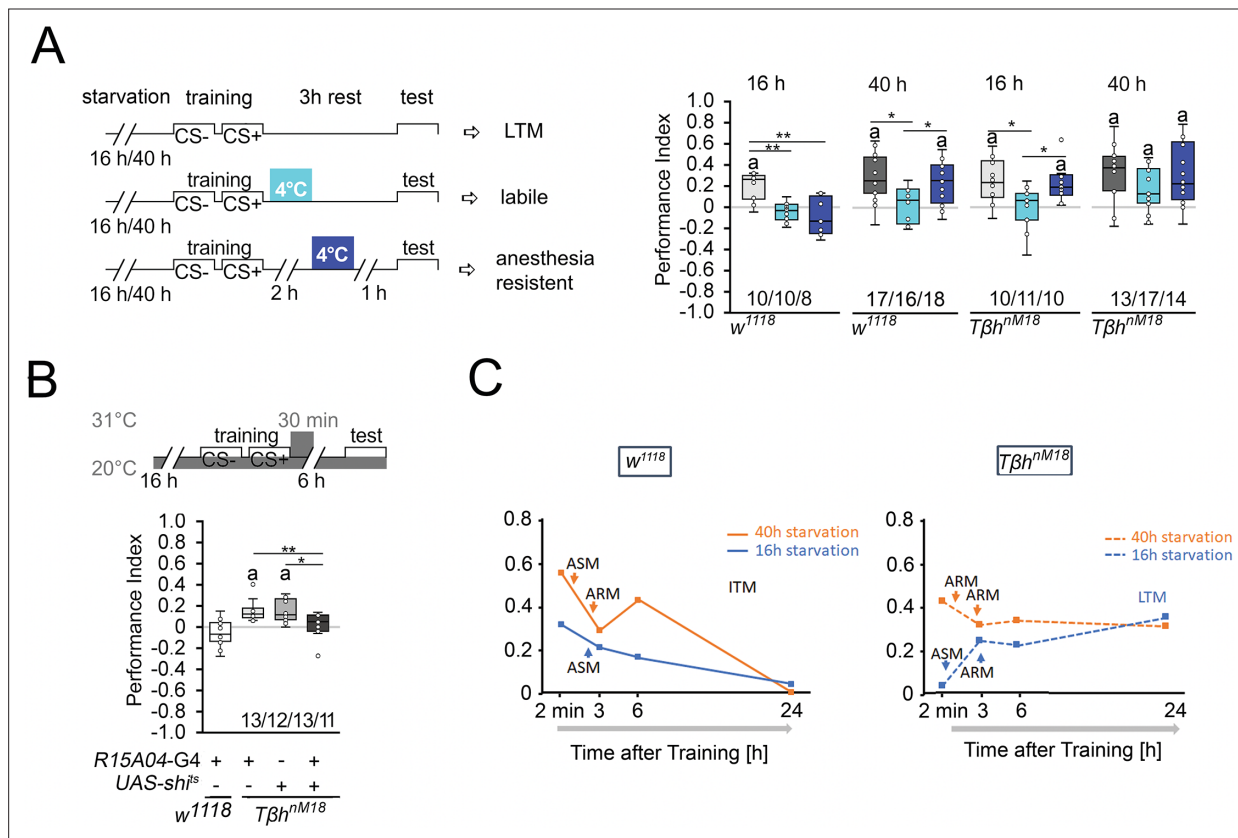 A
starvation training 3h rest test
CS- CS+
16 h/40 h
LTM
training test
4°C
CS- CS+
16 h/40 h
labile
training test
4°C
CS- CS+
16 h/40 h 2 h 1 h
anesthesia
resistent
16 h 40 h 16 h 40 h
Performance Index
1.0
0.8
0.6
0.4
0.2
0
-0.2
-0.4
-0.6
-0.8
-1.0
a ** **
a * *
a * * a
a a a
10/10/8 17/16/18 10/11/10 13/17/14
w1118 w1118 TβhnM18 TβhnM18
B
31°C 30 min
training test
CS- CS+
20°C
16 h 6 h
Performance Index
1.0
0.8
0.6
0.4
0.2
0
-0.2
-0.4
-0.6
-0.8
-1.0
**
a a *
13/12/13/11
R15A04-G4 + + - +
UAS-shits - - + +
w1118 TβhnM18
C
w1118
0.8
0.6
0.4
0.2
0
40h starvation
16h starvation
ASM
ARM
ITM
ASM
2 min 3 6 24
Time after Training [h]
TβhnM18
0.8
0.6
0.4
0.2
0
40h starvation
16h starvation
ARM
ARM
LTM
ASM
ARM
2 min 3 6 24
Time after Training [h]